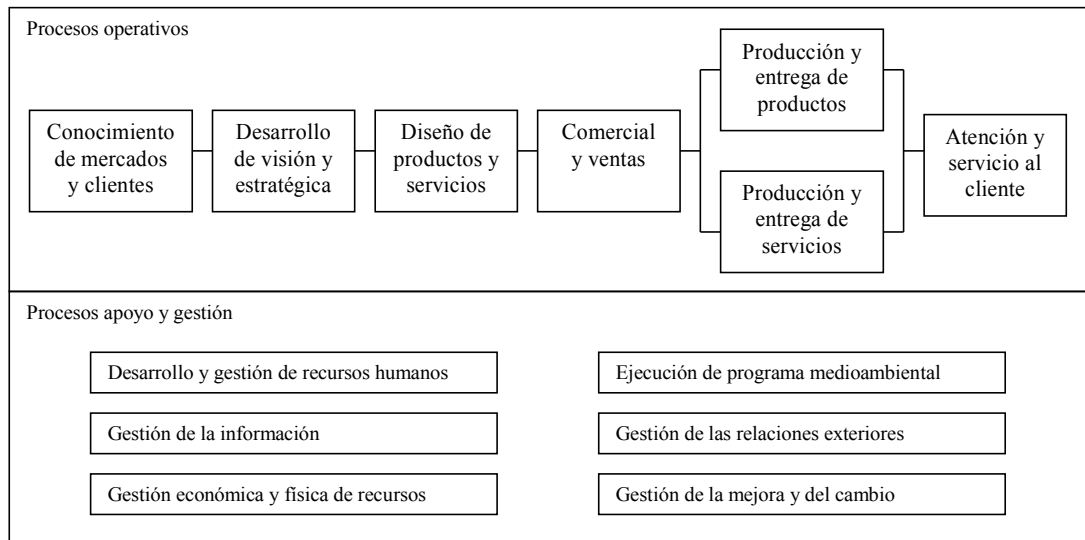 Procesos operativos
Conocimiento
de mercados
y clientes
Desarrollo
de visión y
estratégica
Diseño de
productos y
servicios
Comercial
y ventas
Producción y
entrega de
productos
Producción y
entrega de
servicios
Atención y
servicio al
cliente
Procesos apoyo y gestión
Desarrollo y gestión de recursos humanos
Gestión de la información
Gestión económica y física de recursos
Ejecución de programa medioambiental
Gestión de las relaciones exteriores
Gestión de la mejora y del cambio